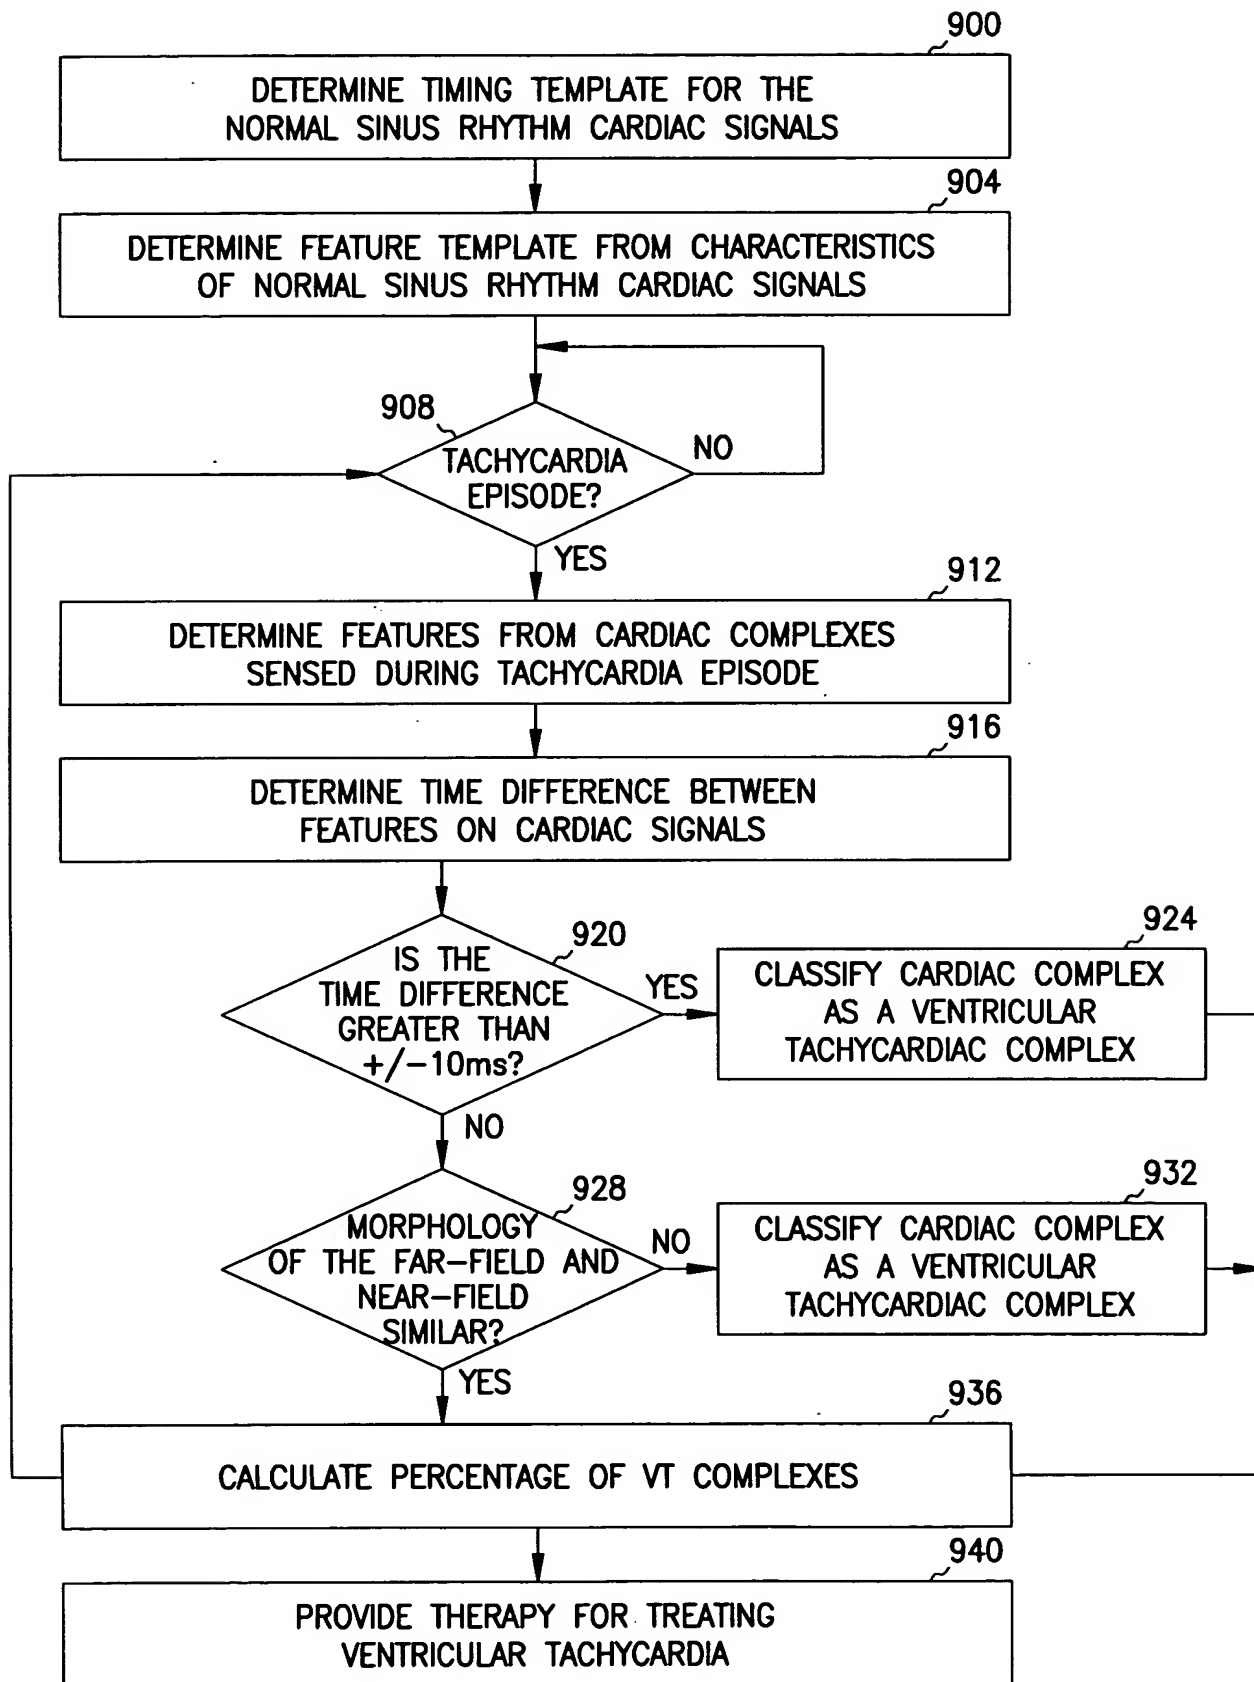 900
DETERMINE TIMING TEMPLATE FOR THE
NORMAL SINUS RHYTHM CARDIAC SIGNALS
904
DETERMINE FEATURE TEMPLATE FROM CHARACTERISTICS
OF NORMAL SINUS RHYTHM CARDIAC SIGNALS
908
TACHYCARDIA
EPISODE?
NO
YES
912
DETERMINE FEATURES FROM CARDIAC COMPLEXES
SENSED DURING TACHYCARDIA EPISODE
916
DETERMINE TIME DIFFERENCE BETWEEN
FEATURES ON CARDIAC SIGNALS
920
IS THE
TIME DIFFERENCE
GREATER THAN
+/−10ms?
YES
924
CLASSIFY CARDIAC COMPLEX
AS A VENTRICULAR
TACHYCARDIAC COMPLEX
NO
928
MORPHOLOGY
OF THE FAR−FIELD AND
NEAR−FIELD
SIMILAR?
NO
932
CLASSIFY CARDIAC COMPLEX
AS A VENTRICULAR
TACHYCARDIAC COMPLEX
YES
936
CALCULATE PERCENTAGE OF VT COMPLEXES
940
PROVIDE THERAPY FOR TREATING
VENTRICULAR TACHYCARDIA